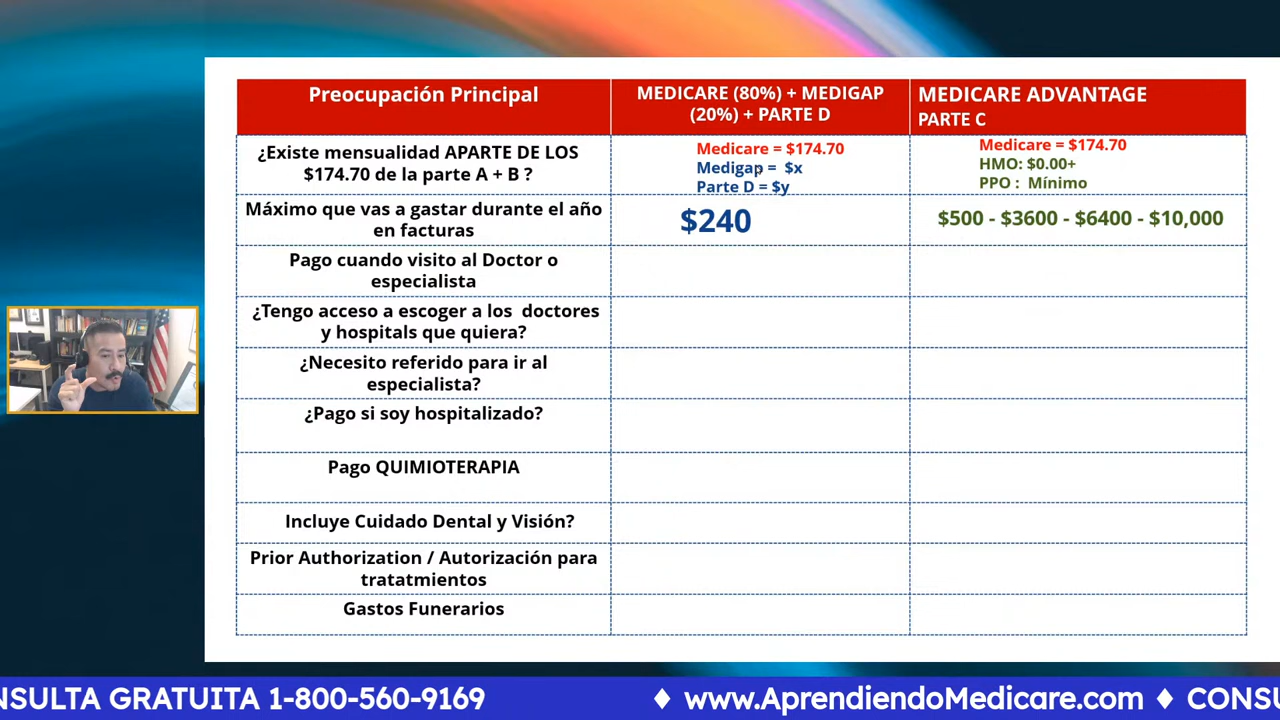 Preocupación Principal
MEDICARE (80%) + MEDIGAP
(20%) + PARTE D
MEDICARE ADVANTAGE
PARTE C
¿Existe mensualidad APARTE DE LOS
$174.70 de la parte A + B ?
Medicare = $174.70
Medigap = $x
Parte D = $y
Medicare = $174.70
HMO: $0.00+
PPO : Mínimo
Máximo que vas a gastar durante el año
en facturas
$240
$500 - $3600 - $6400 - $10,000
Pago cuando visito al Doctor o
especialista
¿Tengo acceso a escoger a los doctores
y hospitals que quiera?
¿Necesito referido para ir al
especialista?
¿Pago si soy hospitalizado?
Pago QUIMIOTERAPIA
Incluye Cuidado Dental y Visión?
Prior Authorization / Autorización para
tratatmientos
Gastos Funerarios
NSULTA GRATUITA 1-800-560-9169 ♦ www.AprendiendoMedicare.com ♦ CONSU